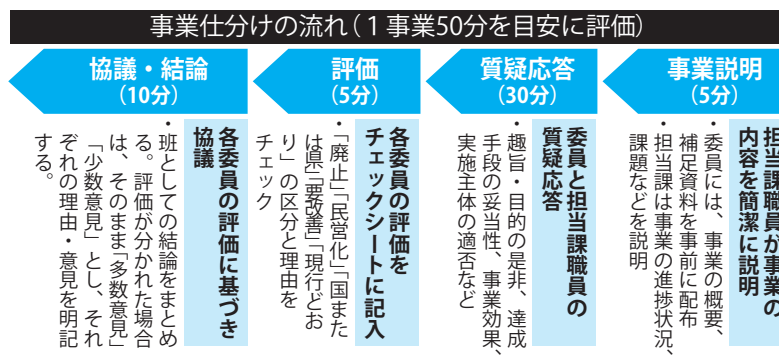 事業仕分けの流れ（１事業50分を目安に評価）
事業説明
（5分）
担当課職員が事業の
内容を簡潔に説明
・委員には、事業の概要、
補足資料を事前に配布
・担当課は事業の進捗状況、
課題などを説明
質疑応答
（30分）
委員と担当課職員の
質疑応答
・趣旨・目的の是非、達成
手段の妥当性、事業効果、
実施主体の適否など
評価
（5分）
各委員の評価を
チェックシートに記入
・「廃止」「民営化」「国また
は県」「要改善」「現行どお
り」の区分と理由を
チェック
協議・結論
（10分）
各委員の評価に基づき
協議
・班としての結論をまとめ
る。評価が分かれた場合
は、そのまま「多数意見」
「少数意見」とし、それ
ぞれの理由・意見を明記
する。